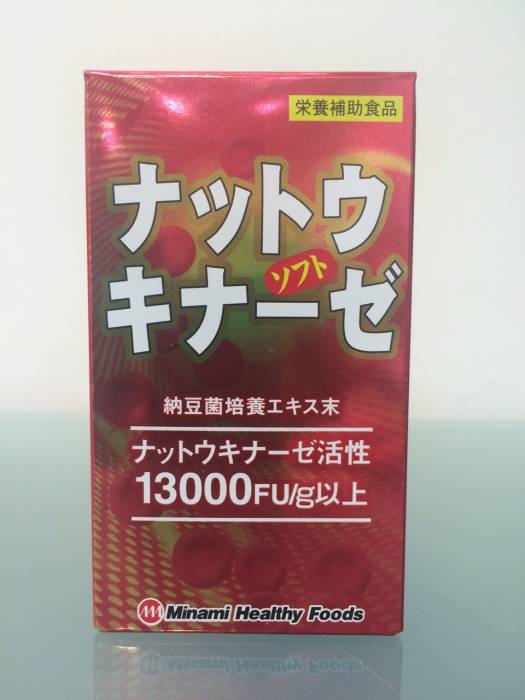 栄養補助食品
ナットウ
ソフト
キナーゼ
納豆菌培養エキス末
ナットウキナーゼ活性
13000FU/g以上
Minami Healthy Foods